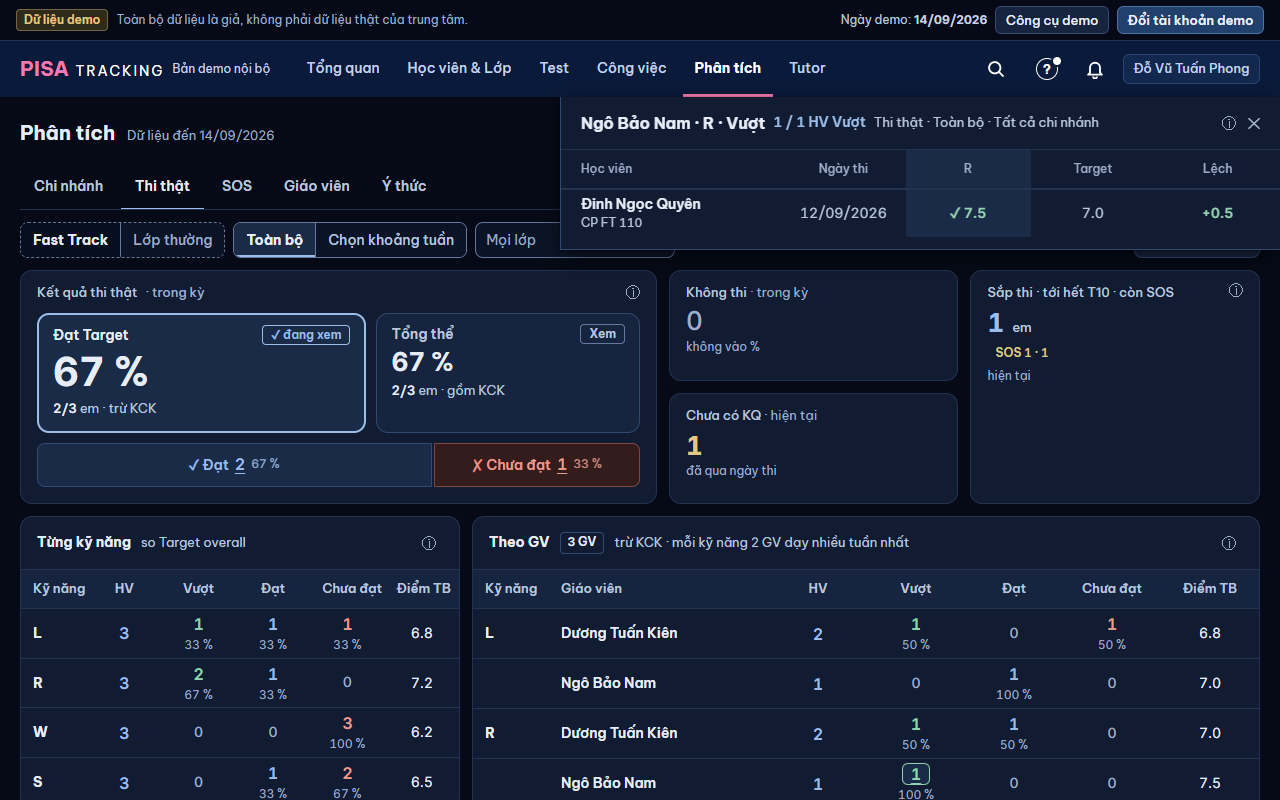 Dữ liệu demo Toàn bộ dữ liệu là giả, không phải dữ liệu thật của trung tâm. Ngày demo: 14/09/2026 Công cụ demo Đổi tài khoản demo
PISA TRACKING Bản demo nội bộ Tổng quan Học viên & Lớp Test Công việc Phân tích Tutor ? Đỗ Vũ Tuấn Phong
Phân tích Dữ liệu đến 14/09/2026
Ngô Bảo Nam · R · Vượt 1 / 1 HV Vượt Thi thật · Toàn bộ · Tất cả chi nhánh
Học viên Ngày thi R Target Lệch
Đinh Ngọc Quyên
CP FT 110
12/09/2026 ✓ 7.5 7.0 +0.5
Chi nhánh Thi thật SOS Giáo viên Ý thức
Fast Track Lớp thường Toàn bộ Chọn khoảng tuần Mọi lớp
Kết quả thi thật · trong kỳ
Đạt Target ✓ đang xem
67 %
2/3 em · trừ KCK
Tổng thể Xem
67 %
2/3 em · gồm KCK
✓ Đạt 2 67 % ✗ Chưa đạt 1 33 %
Không thi · trong kỳ
0
không vào %
Chưa có KQ · hiện tại
1
đã qua ngày thi
Sắp thi · tới hết T10 · còn SOS
1 em
SOS 1 · 1
hiện tại
Từng kỹ năng so Target overall
Kỹ năng HV Vượt Đạt Chưa đạt Điểm TB
L 3 1 1 1 6.8
33 % 33 % 33 %
R 3 2 1 0 7.2
67 % 33 %
W 3 0 0 3 6.2
100 %
S 3 0 1 2 6.5
33 % 67 %
Theo GV 3 GV trừ KCK · mỗi kỹ năng 2 GV dạy nhiều tuần nhất
Kỹ năng Giáo viên HV Vượt Đạt Chưa đạt Điểm TB
L Dương Tuấn Kiên 2 1 0 1 6.8
50 % 50 %
Ngô Bảo Nam 1 0 1 0 7.0
100 %
R Dương Tuấn Kiên 2 1 1 0 7.0
50 % 50 %
Ngô Bảo Nam 1 1 0 0 7.5
100 %